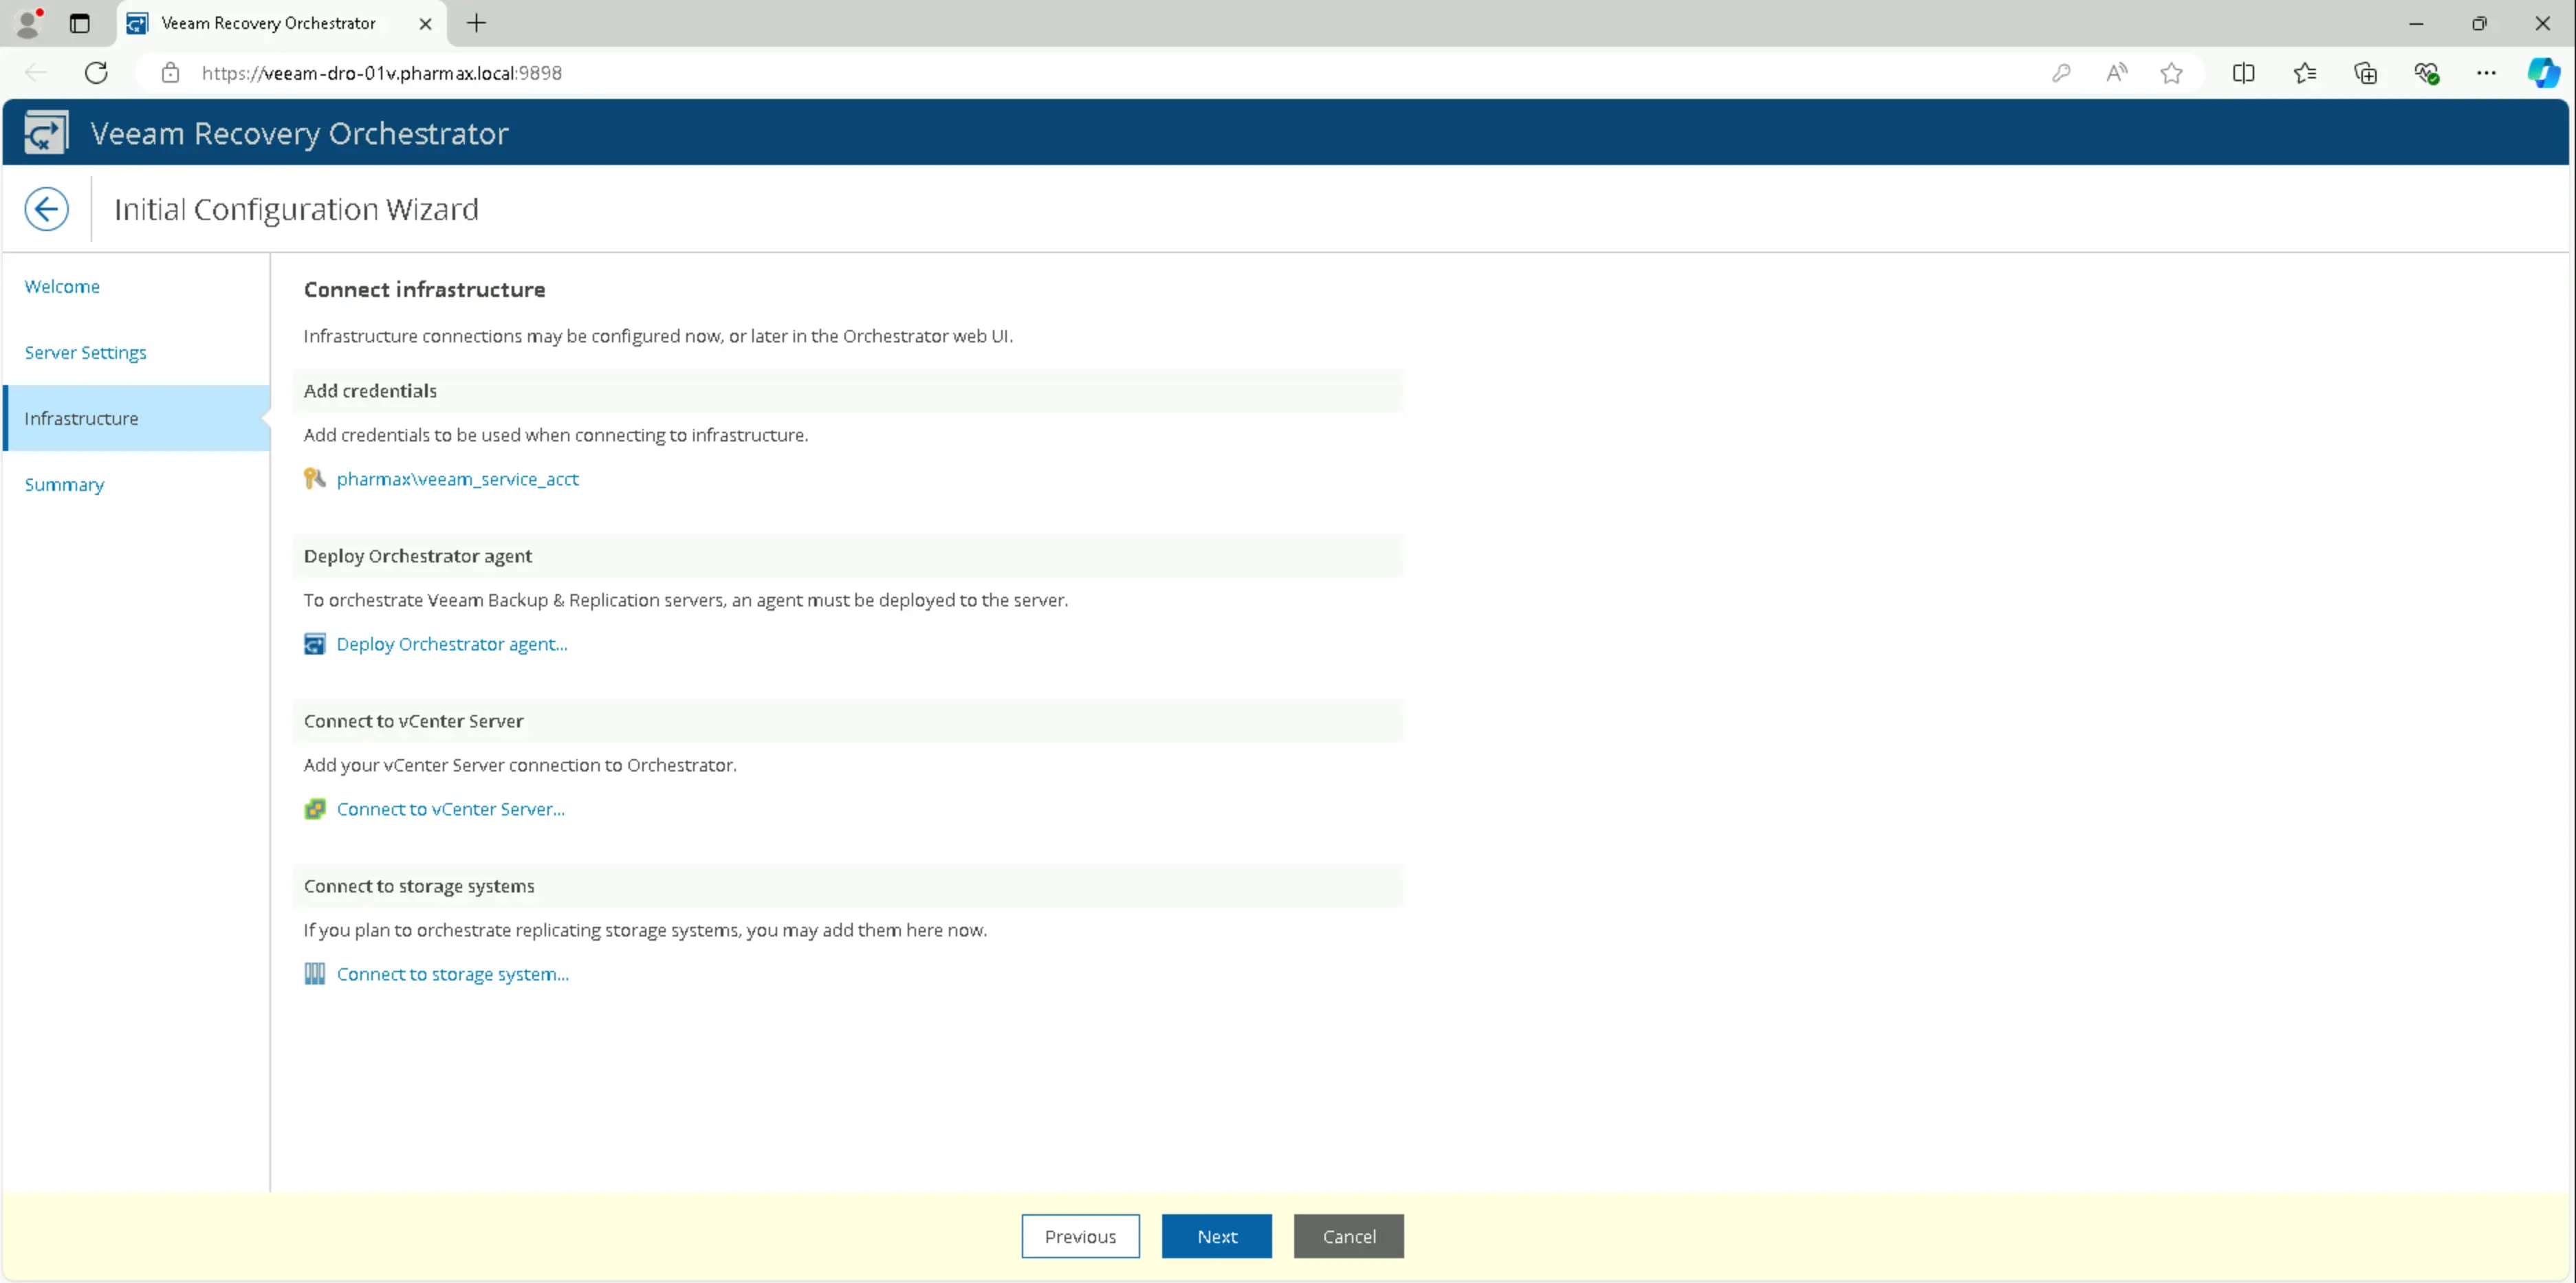 Veeam Recovery Orchestrator
https://veeam-dro-01v.pharmax.local:9898
Veeam Recovery Orchestrator
Initial Configuration Wizard
Welcome
Server Settings
Infrastructure
Summary
Connect infrastructure
Infrastructure connections may be configured now, or later in the Orchestrator web UI.
Add credentials
Add credentials to be used when connecting to infrastructure.
pharmax\veeam_service_acct
Deploy Orchestrator agent
To orchestrate Veeam Backup & Replication servers, an agent must be deployed to the server.
Deploy Orchestrator agent...
Connect to vCenter Server
Add your vCenter Server connection to Orchestrator.
Connect to vCenter Server...
Connect to storage systems
If you plan to orchestrate replicating storage systems, you may add them here now.
Connect to storage system...
Previous
Next
Cancel